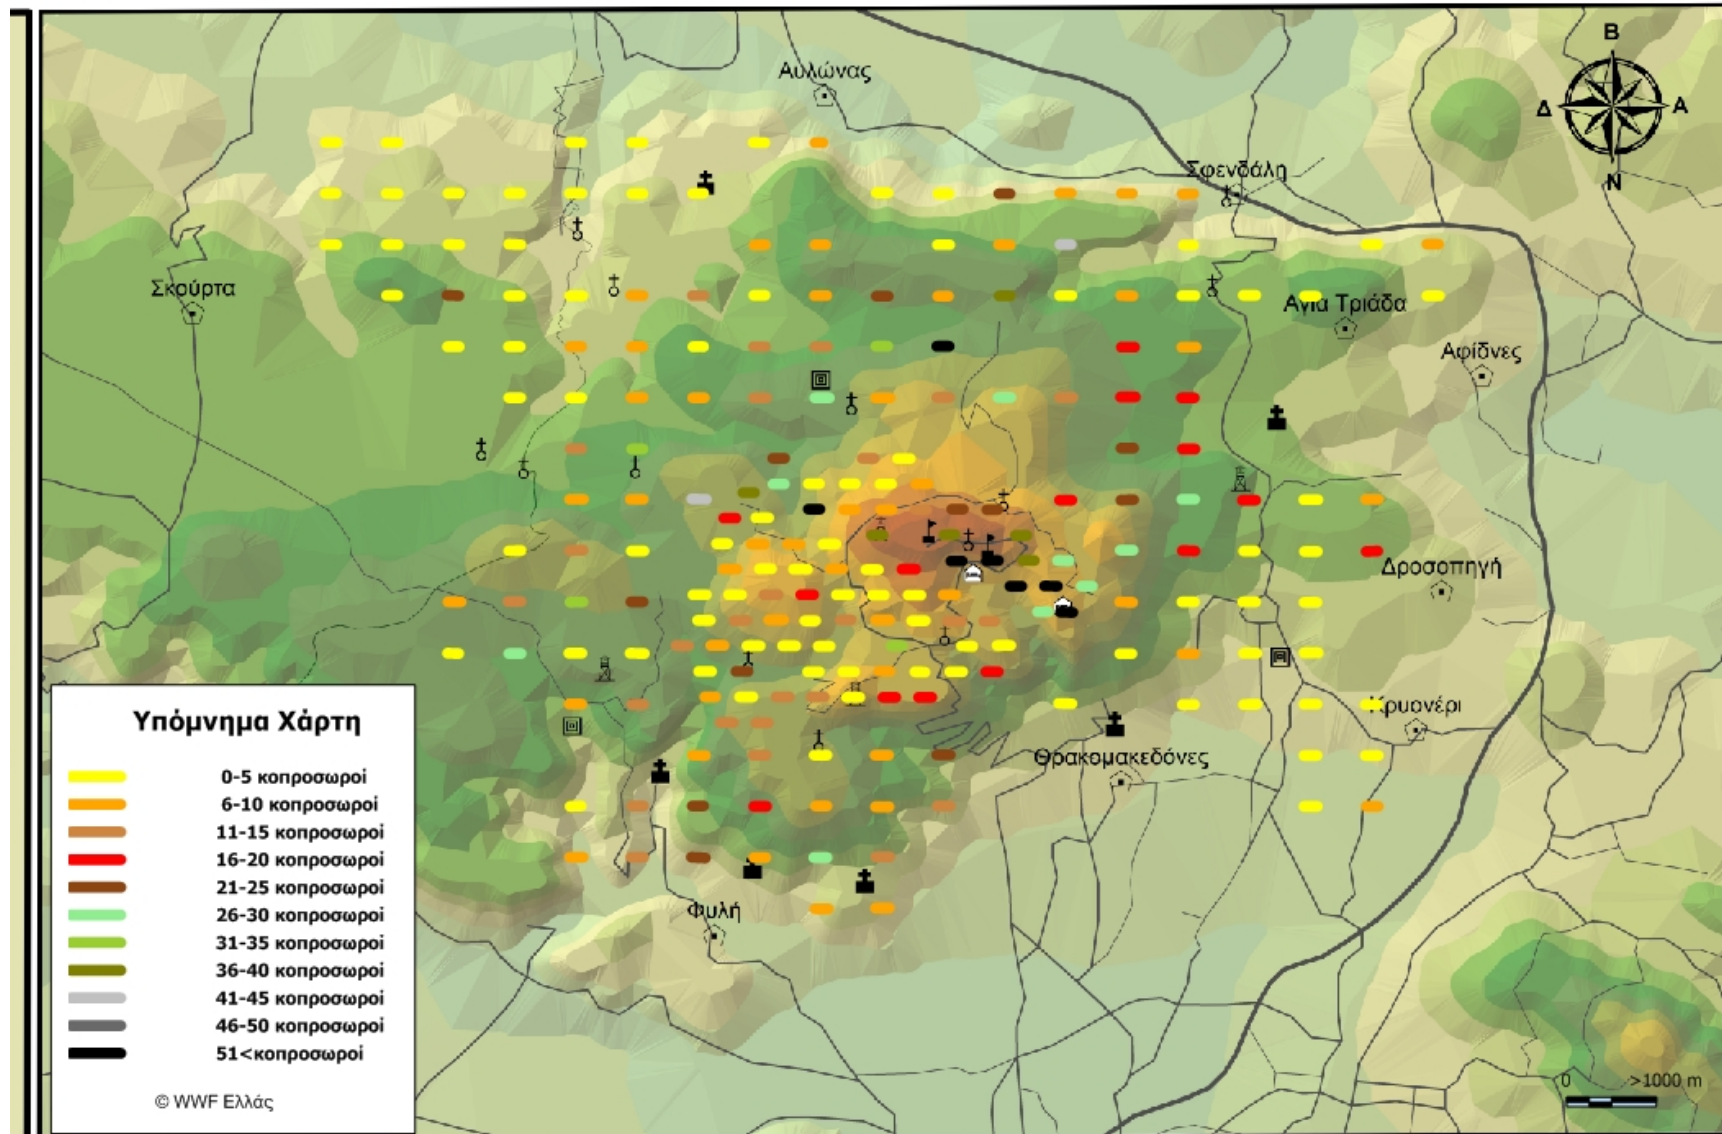 Β
Αυλώνας
Δ
Α
Ν
Σφενδάλη
Σκούρτα
Αγια Τριάδα
Αφίδνες
Δροσοπηγή
Κρυονέρι
Θρακομακεδόνες
Φυλή
Υπόμνημα Χάρτη
0-5 κοπροσωροί
6-10 κοπροσωροί
11-15 κοπροσωροί
16-20 κοπροσωροί
21-25 κοπροσωροί
26-30 κοπροσωροί
31-35 κοπροσωροί
36-40 κοπροσωροί
41-45 κοπροσωροί
46-50 κοπροσωροί
51<κοπροσωροί
© WWF Ελλάς
0 >1000 m